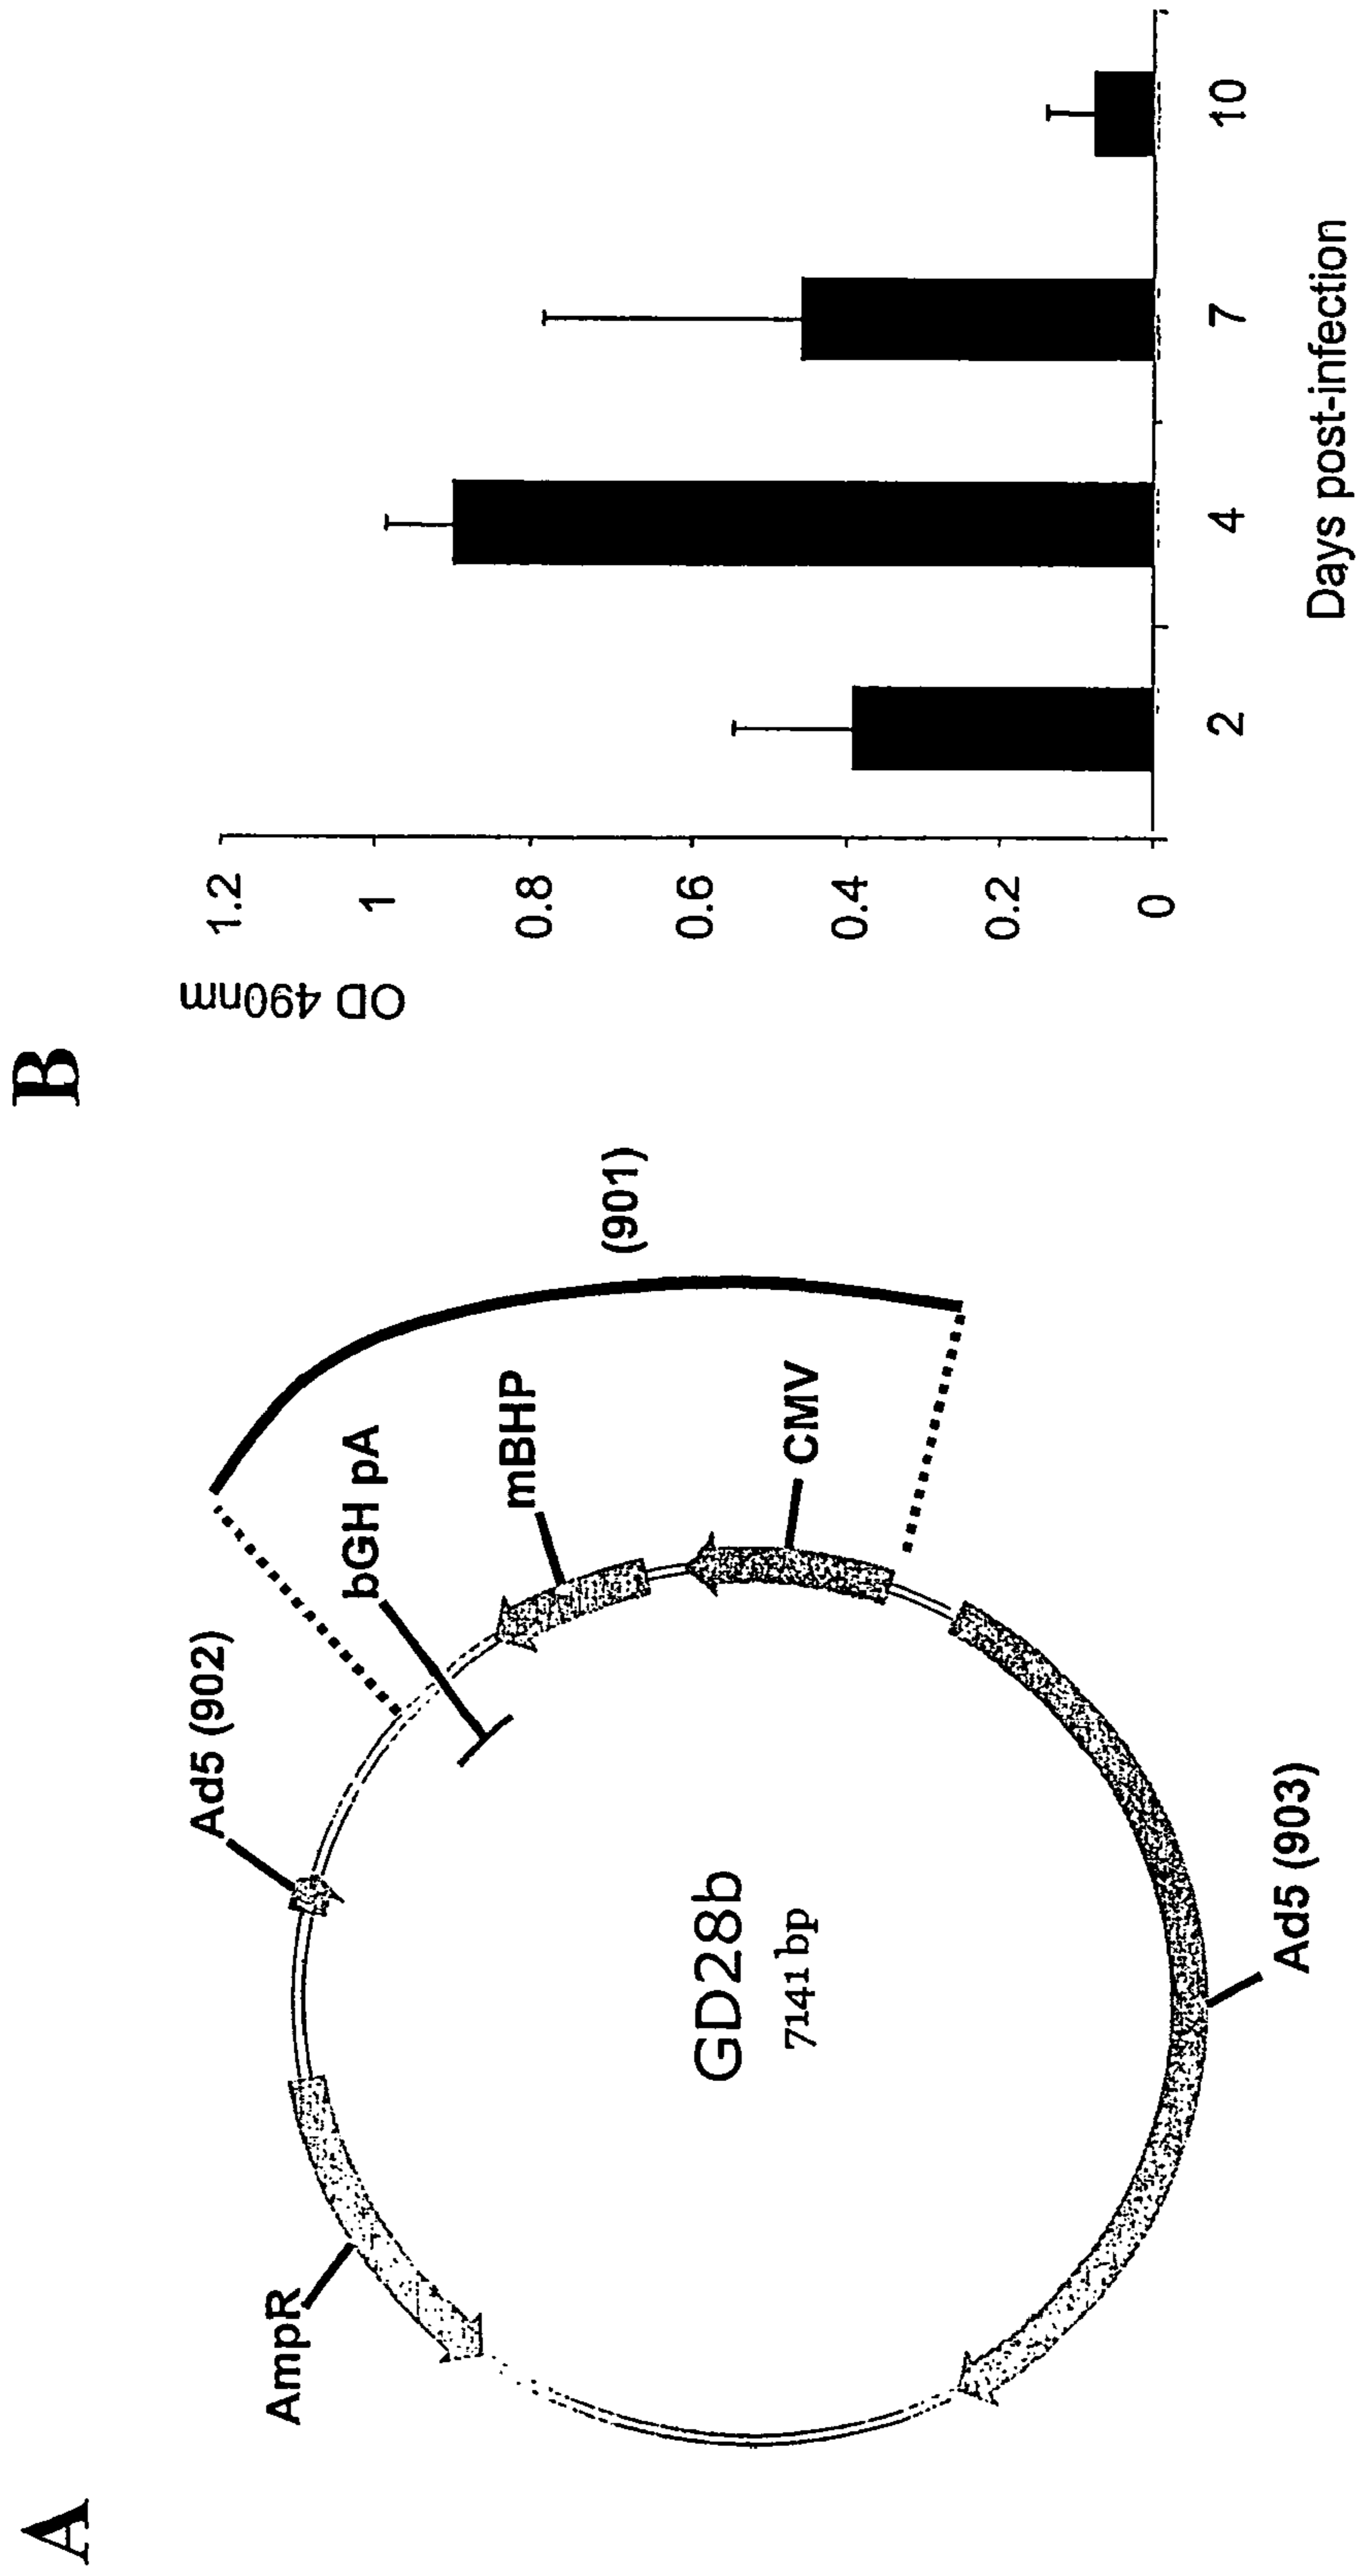 A
AmpR
Ad5 (902)
bGH pA
mBHP
CMV
(901)
GD28b
7141 bp
Ad5 (903)
B
OD 490nm
1.2
1
0.8
0.6
0.4
0.2
0
2
4
7
10
Days post-infection